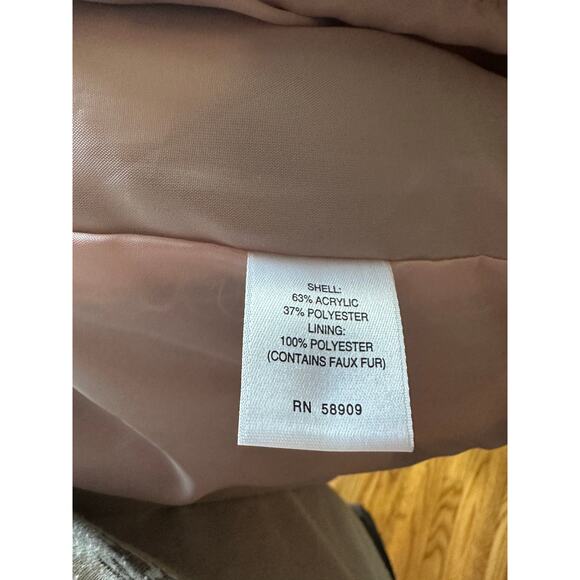 SHELL:
63% ACRYLIC
37% POLYESTER
LINING:
100% POLYESTER
(CONTAINS FAUX FUR)
RN 58909